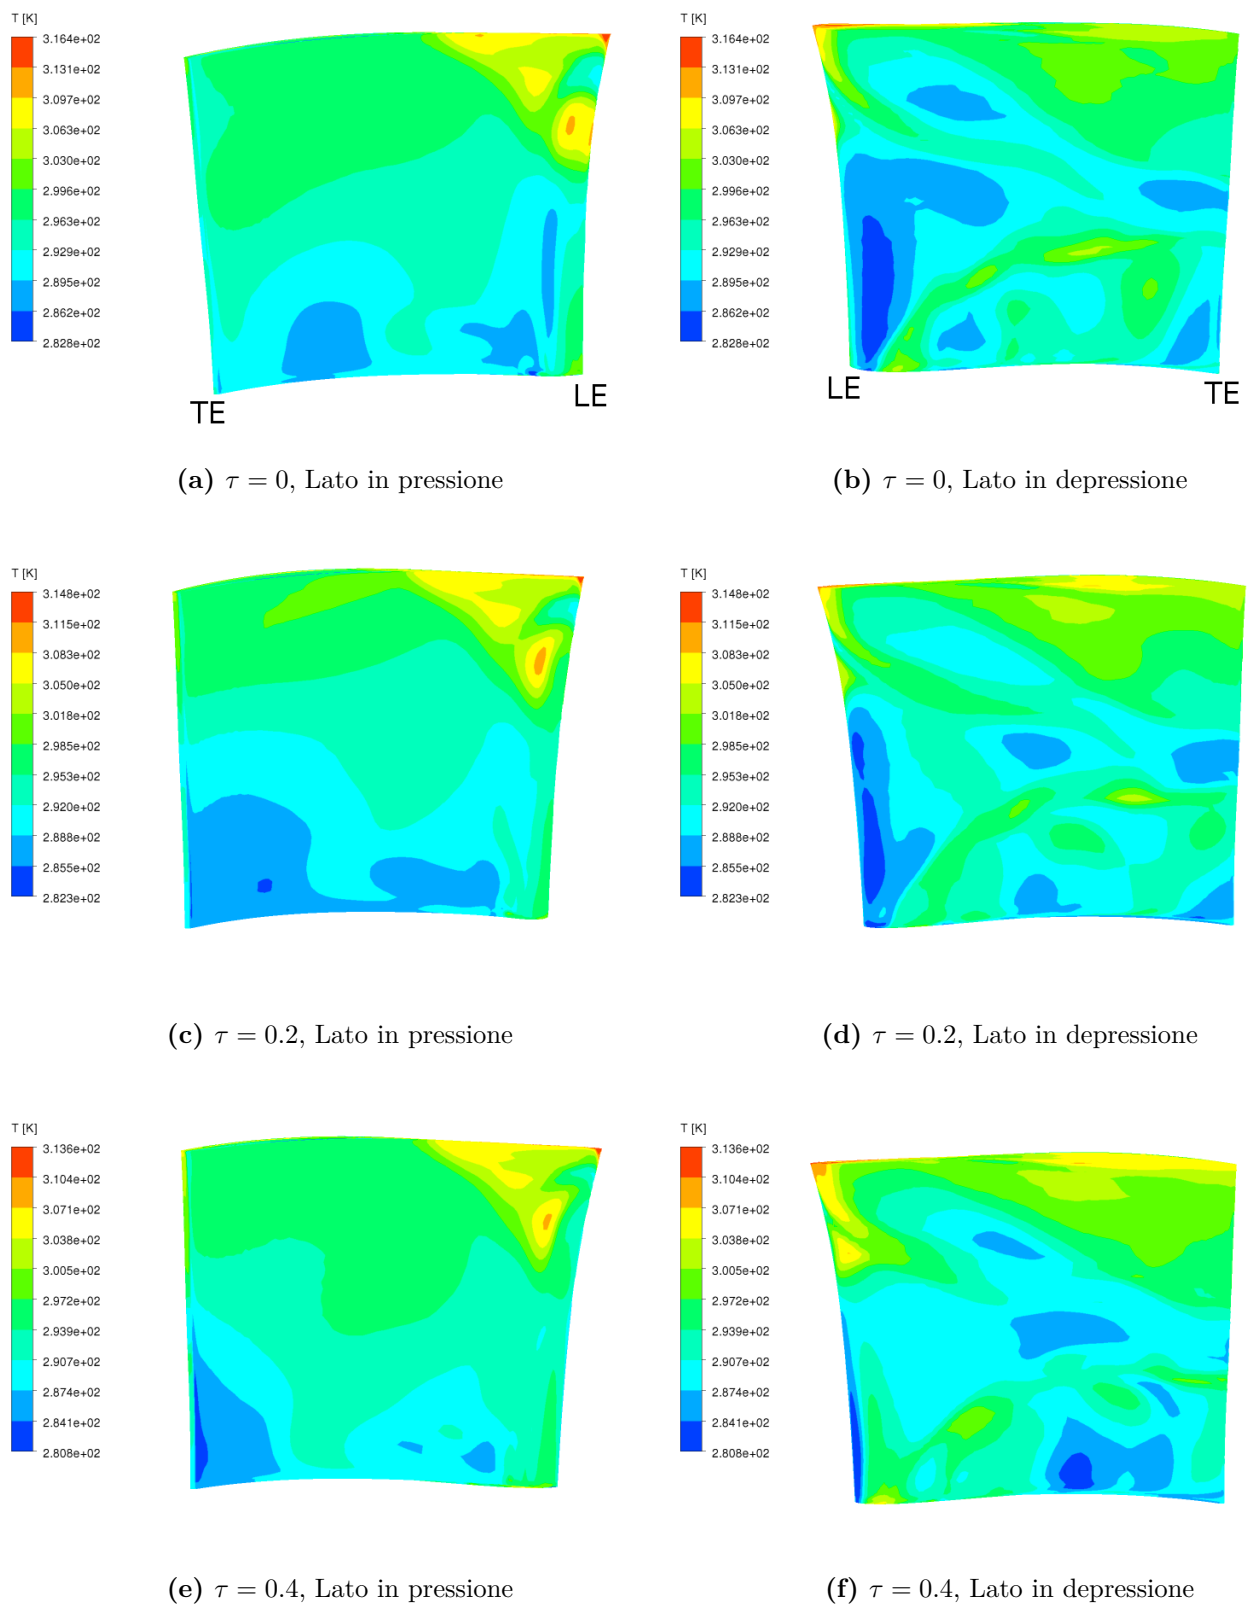 T [K]
3.164e+02
3.131e+02
3.097e+02
3.063e+02
3.030e+02
2.996e+02
2.963e+02
2.929e+02
2.895e+02
2.862e+02
2.828e+02
TE
LE
(a) τ = 0, Lato in pressione
T [K]
3.164e+02
3.131e+02
3.097e+02
3.063e+02
3.030e+02
2.996e+02
2.963e+02
2.929e+02
2.895e+02
2.862e+02
2.828e+02
LE
TE
(b) τ = 0, Lato in depressione
T [K]
3.148e+02
3.115e+02
3.083e+02
3.050e+02
3.018e+02
2.985e+02
2.953e+02
2.920e+02
2.888e+02
2.855e+02
2.823e+02
(c) τ = 0.2, Lato in pressione
T [K]
3.148e+02
3.115e+02
3.083e+02
3.050e+02
3.018e+02
2.985e+02
2.953e+02
2.920e+02
2.888e+02
2.855e+02
2.823e+02
(d) τ = 0.2, Lato in depressione
T [K]
3.136e+02
3.104e+02
3.071e+02
3.038e+02
3.005e+02
2.972e+02
2.939e+02
2.907e+02
2.874e+02
2.841e+02
2.808e+02
(e) τ = 0.4, Lato in pressione
T [K]
3.136e+02
3.104e+02
3.071e+02
3.038e+02
3.005e+02
2.972e+02
2.939e+02
2.907e+02
2.874e+02
2.841e+02
2.808e+02
(f) τ = 0.4, Lato in depressione